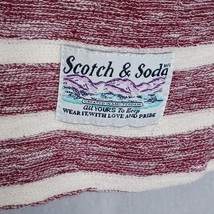 Scotch & Soda
All YOURS To Keep
WEAR IT WITH LOVE AND PRIDE